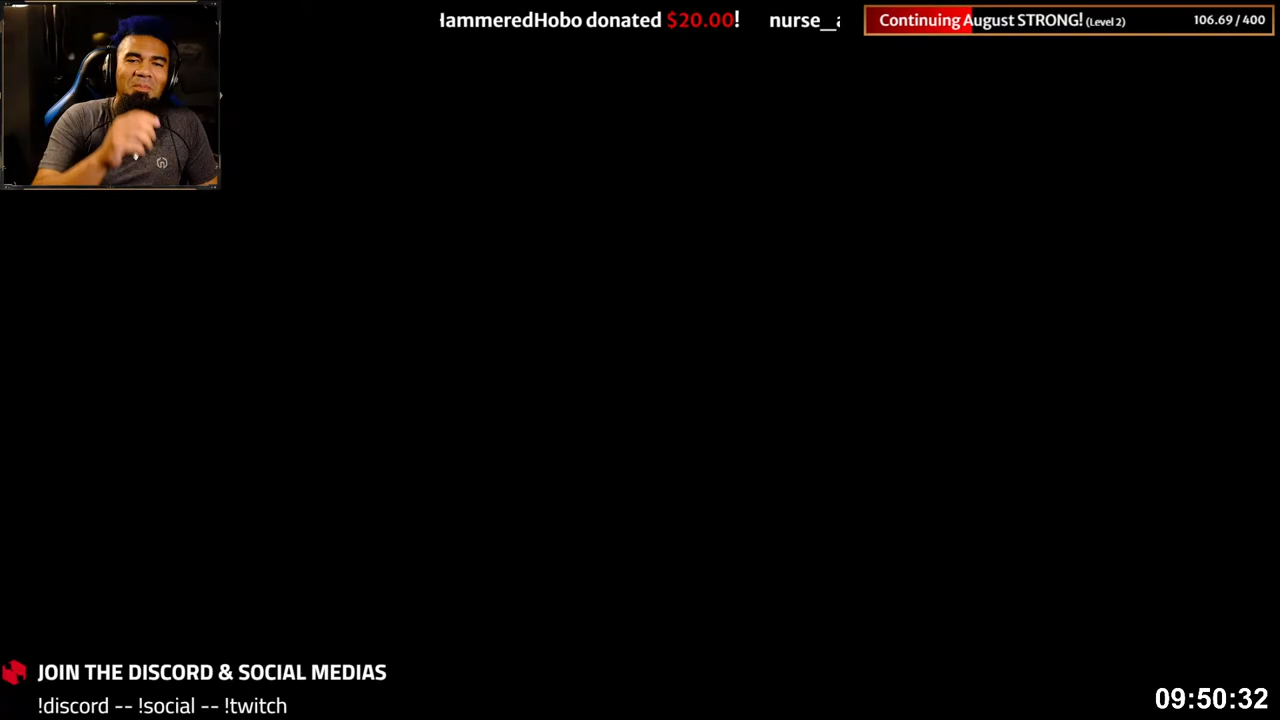 HammeredHobo donated $20.00! nurse_
Continuing August STRONG! (Level 2) 106.69 / 400
JOIN THE DISCORD & SOCIAL MEDIAS
!discord -- !social -- !twitch
09:50:32